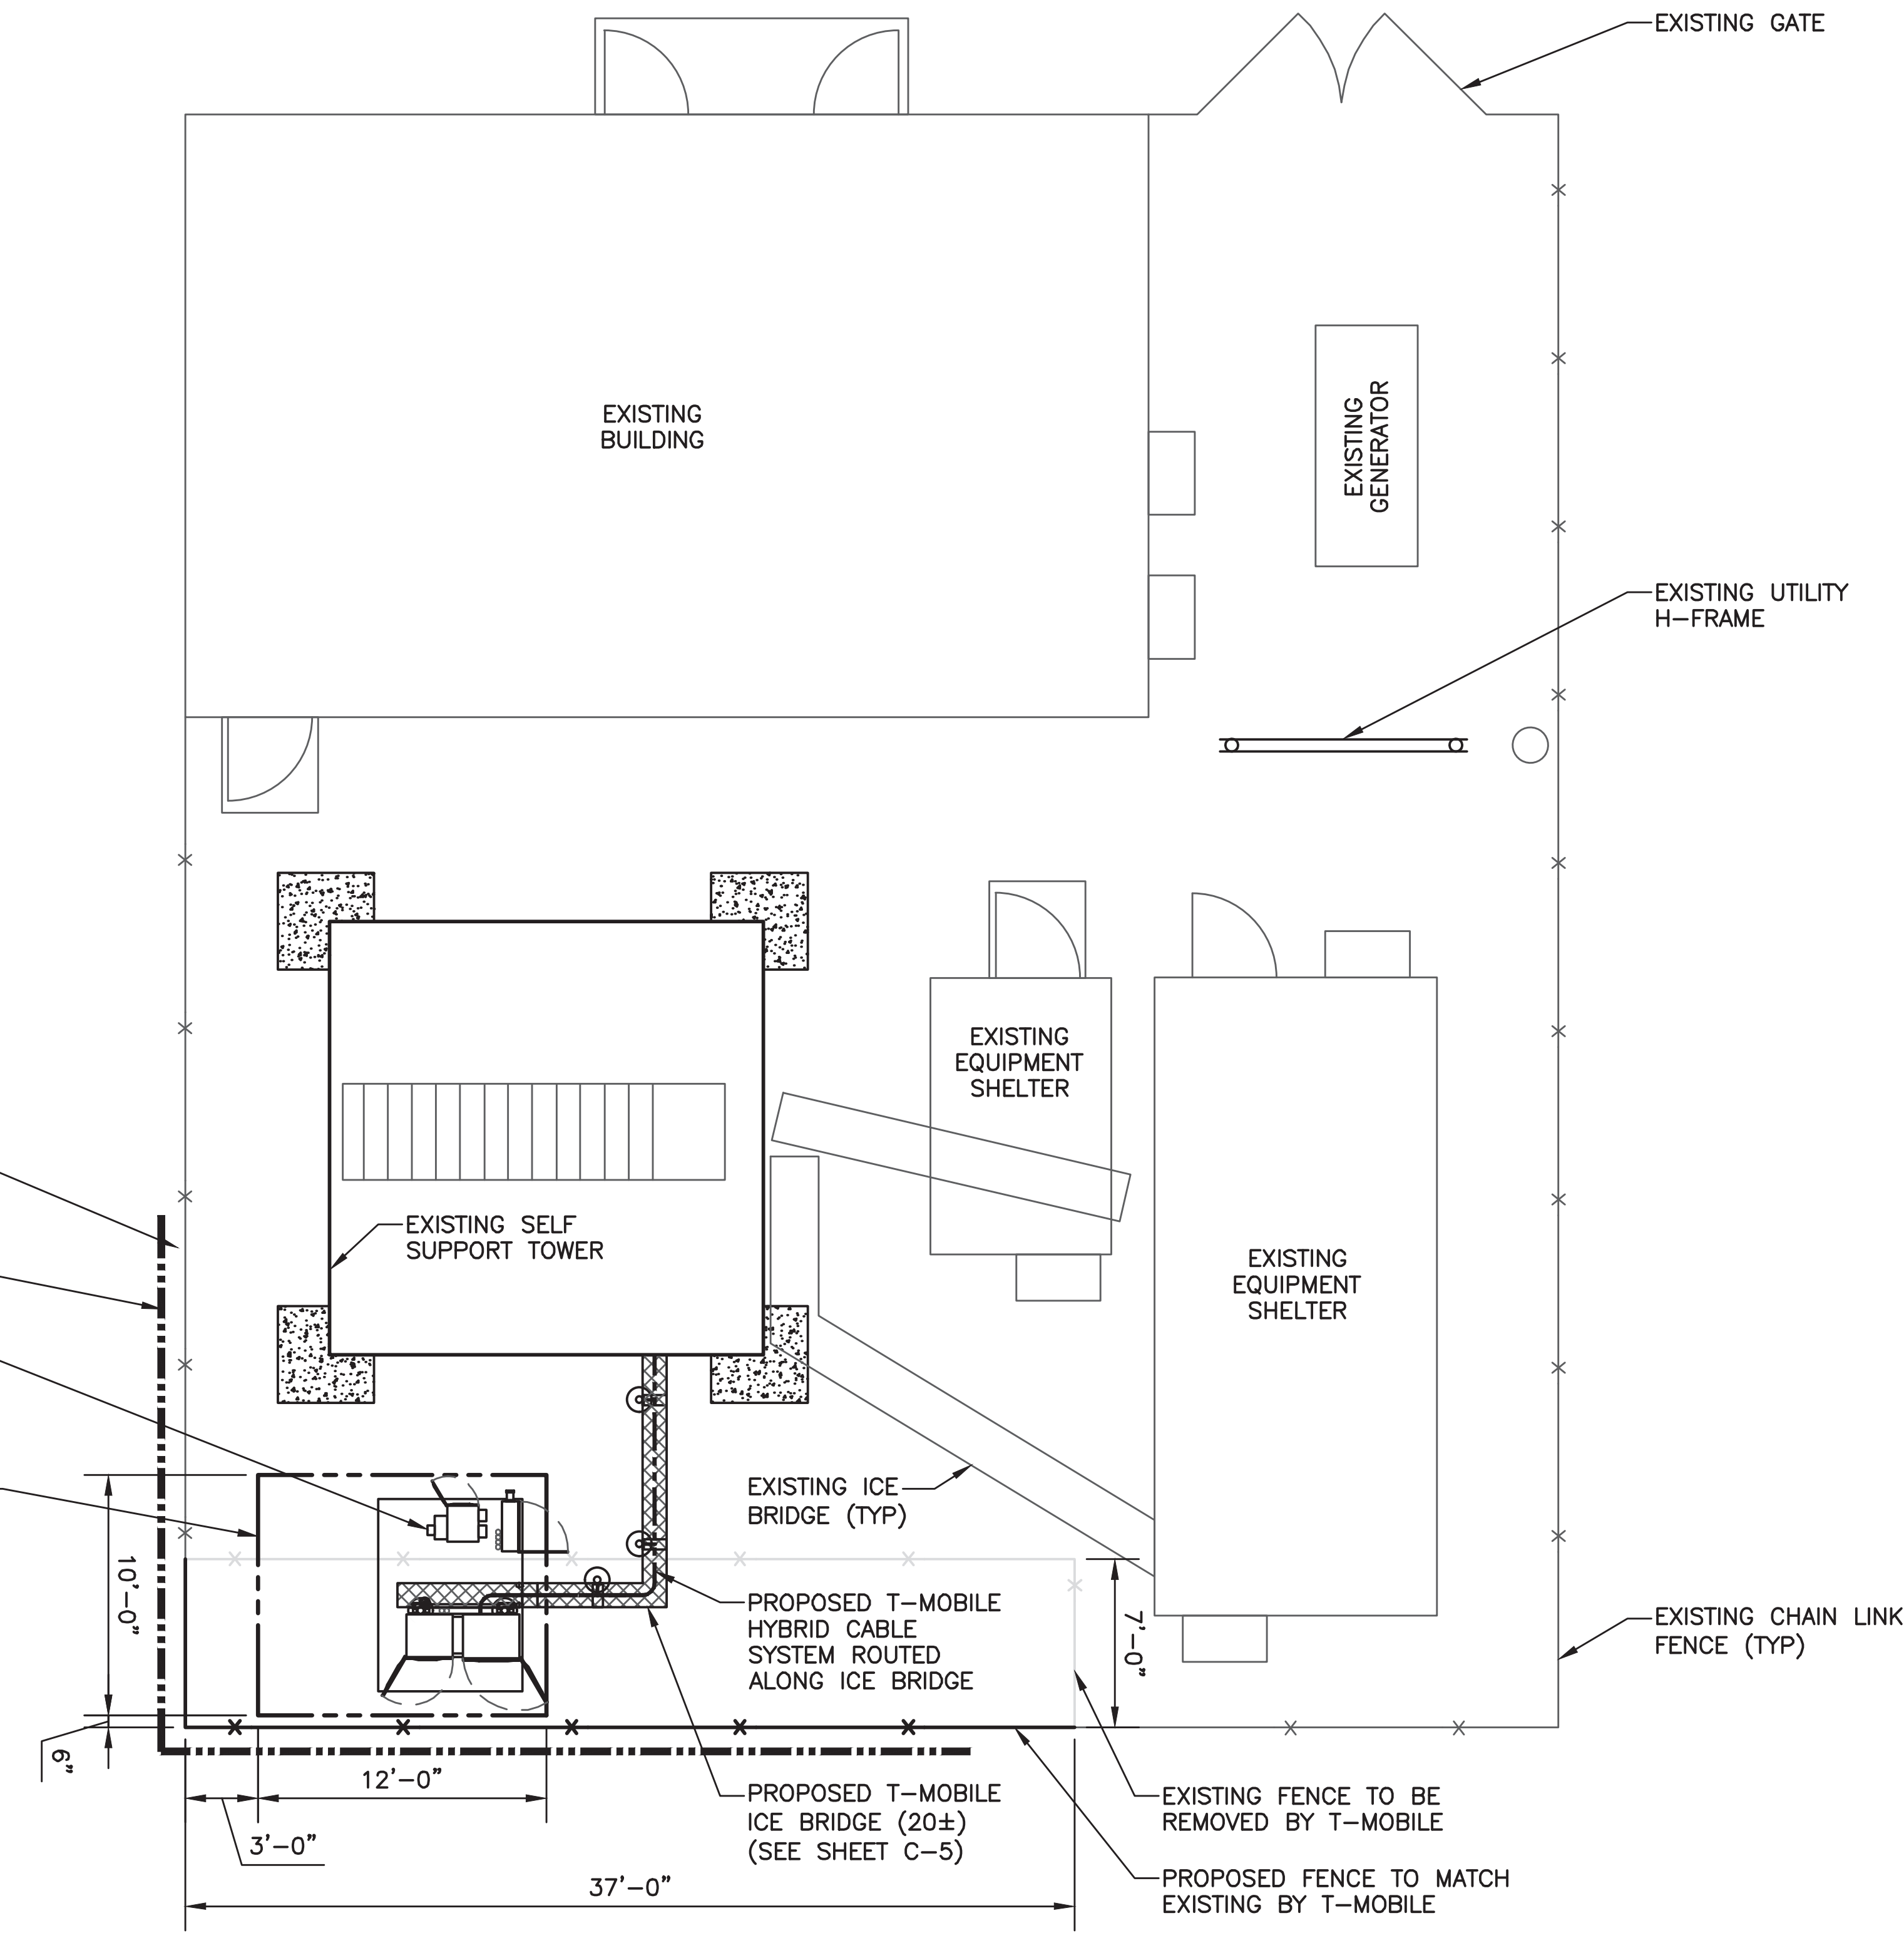 EXISTING GATE
EXISTING
BUILDING
EXISTING
GENERATOR
EXISTING UTILITY
H-FRAME
EXISTING
EQUIPMENT
SHELTER
EXISTING SELF
SUPPORT TOWER
EXISTING
EQUIPMENT
SHELTER
EXISTING ICE
BRIDGE (TYP)
10'-0"
PROPOSED T-MOBILE
HYBRID CABLE
SYSTEM ROUTED
ALONG ICE BRIDGE
7'-0"
EXISTING CHAIN LINK
FENCE (TYP)
6"
12'-0"
3'-0"
PROPOSED T-MOBILE
ICE BRIDGE (20±)
(SEE SHEET C-5)
EXISTING FENCE TO BE
REMOVED BY T-MOBILE
37'-0"
PROPOSED FENCE TO MATCH
EXISTING BY T-MOBILE